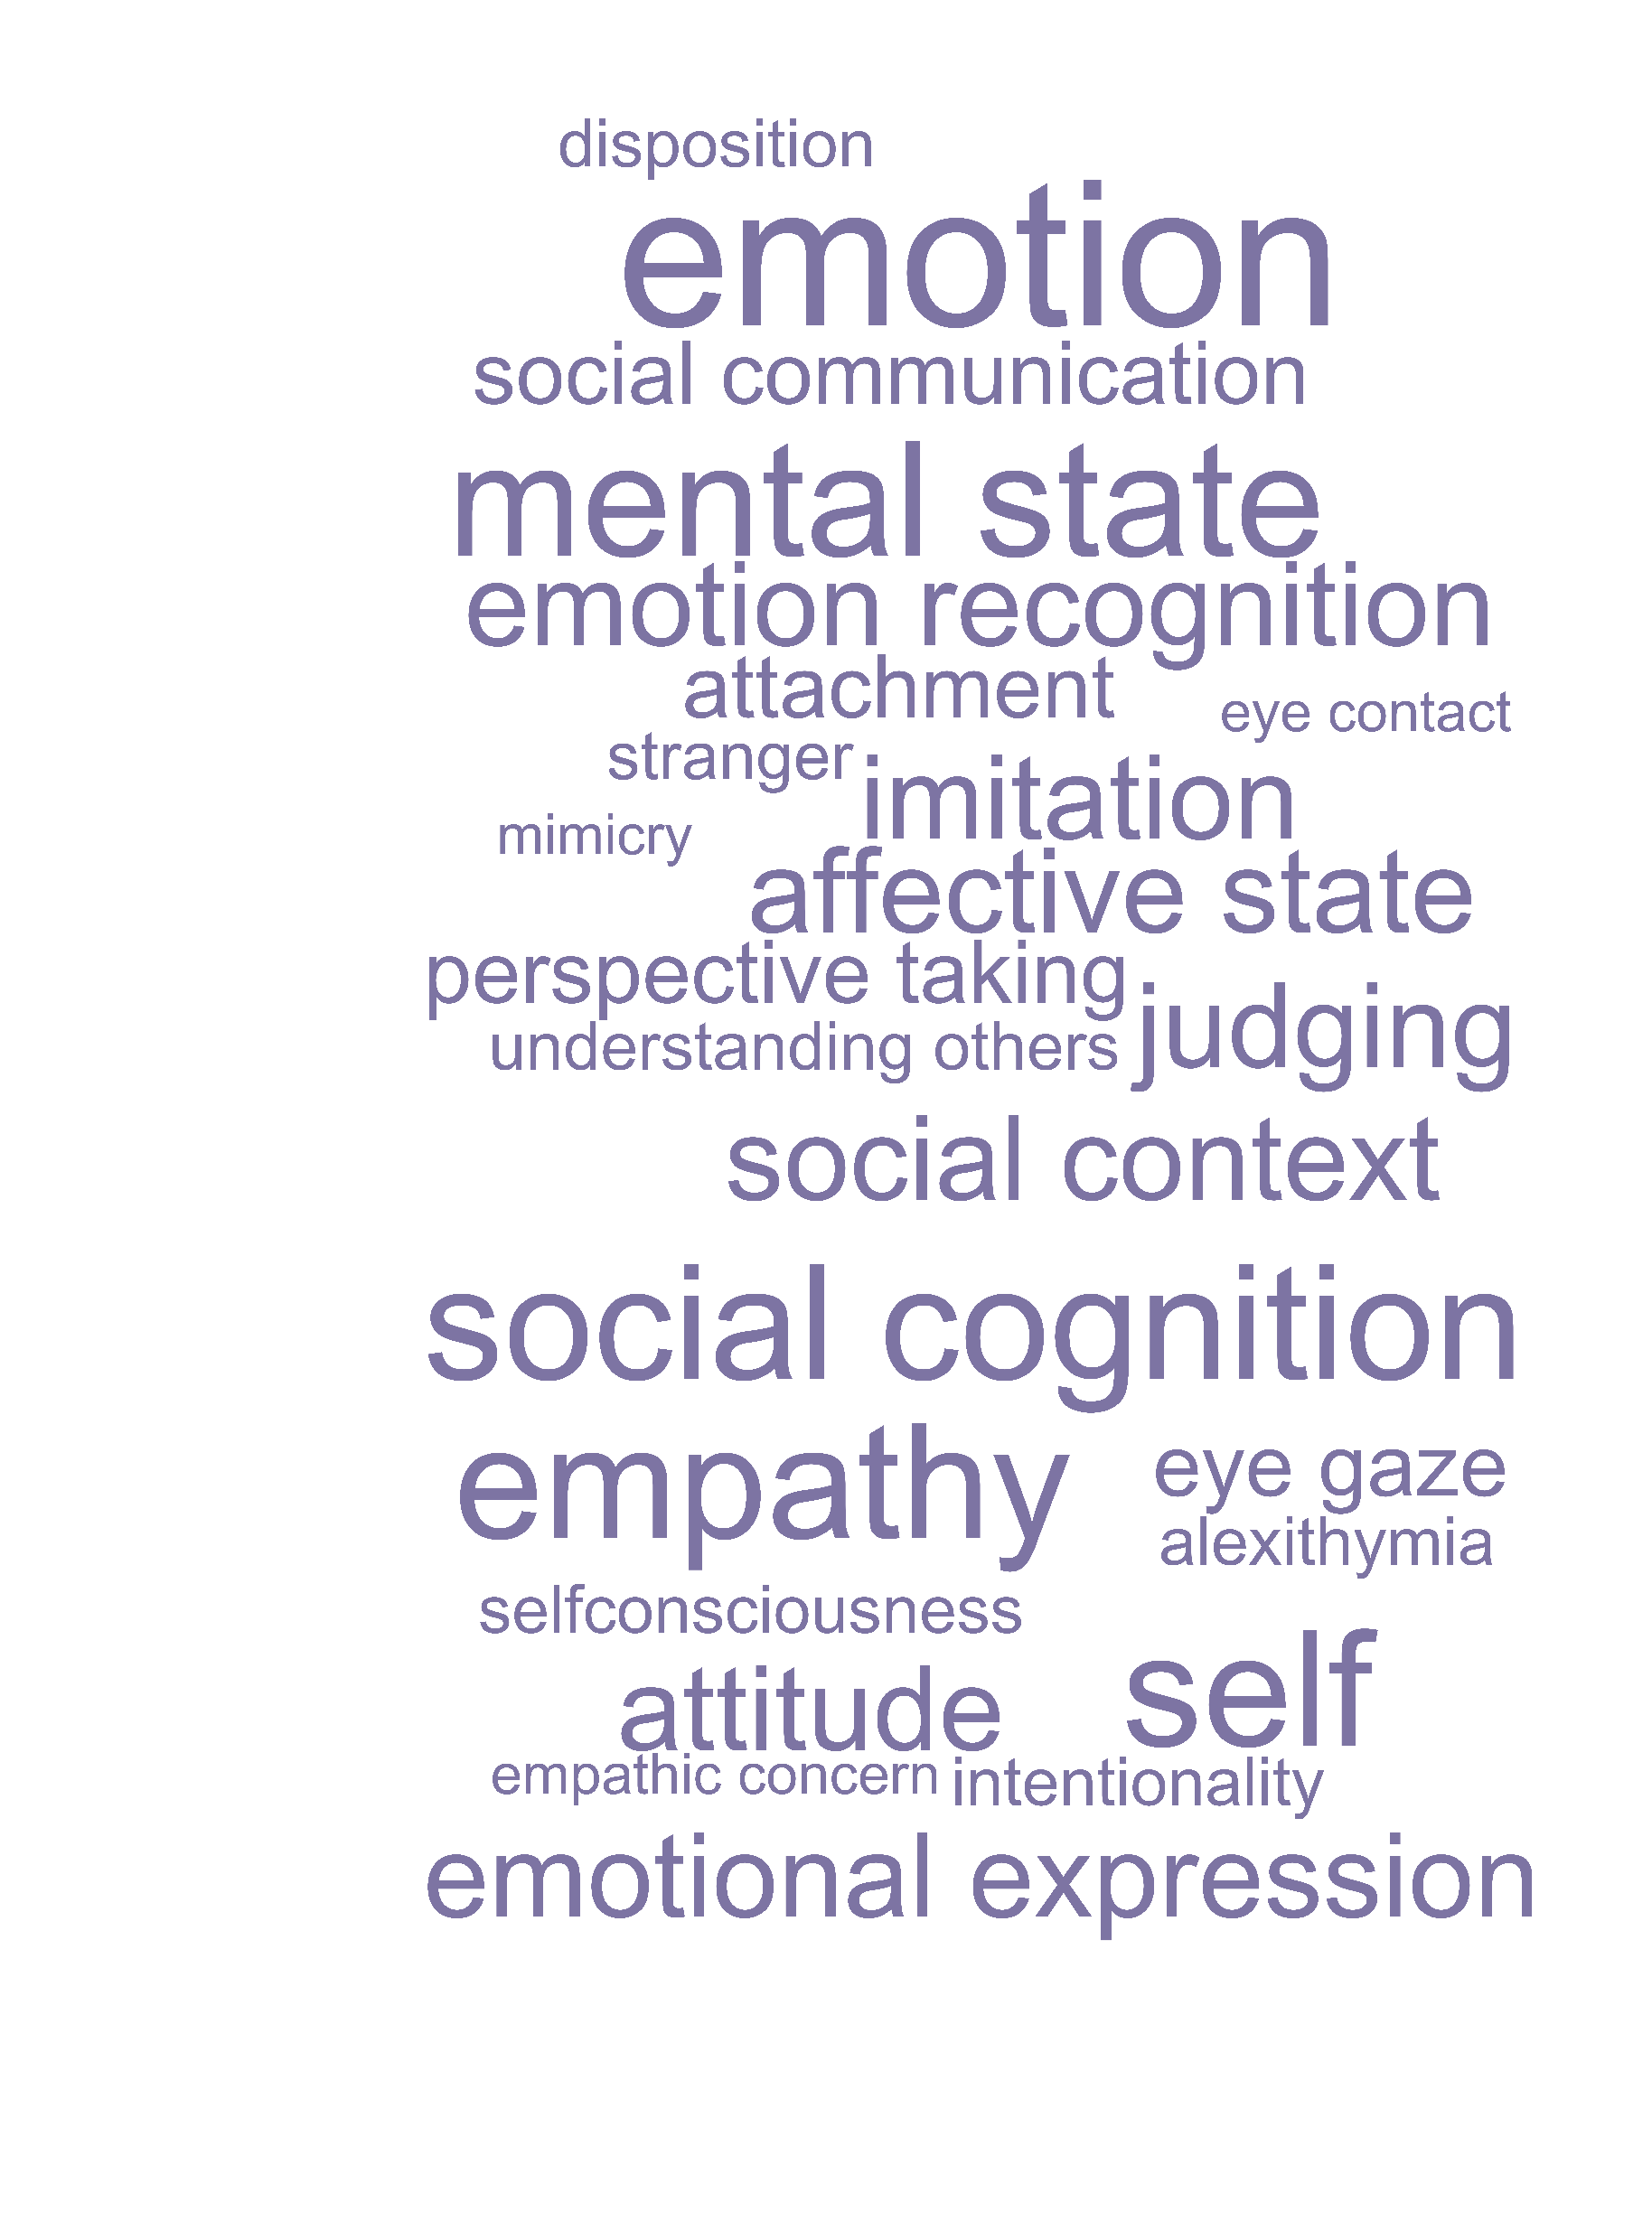 disposition
emotion
social communication
mental state
emotion recognition
attachment
eye contact
stranger
imitation
mimicry
affective state
perspective taking
judging
understanding others
social context
social cognition
empathy
eye gaze
alexithymia
selfconsciousness
self
attitude
empathic concern
intentionality
emotional expression